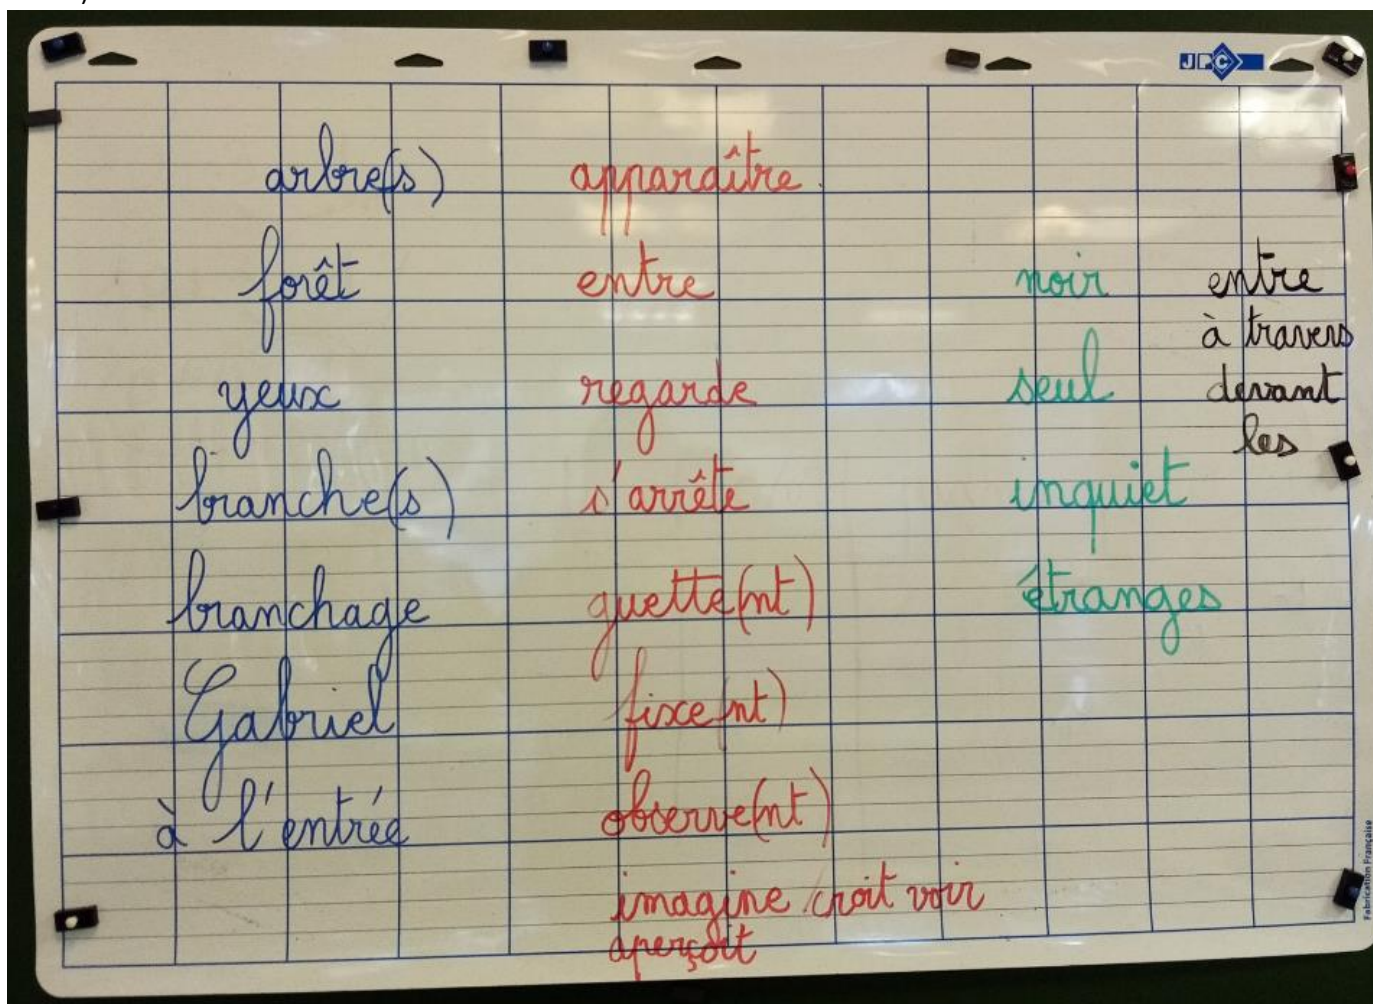 JPC
arbre(s) apparaître
forêt entre noir entre
à travers
yeux regarde seul devant
les
branche(s) s'arrête inquiet
branchage guette(nt) étranges
Gabriel fixe(nt)
à l'entrée observe(nt)
imagine croit voir
aperçoit
Fabrication Française